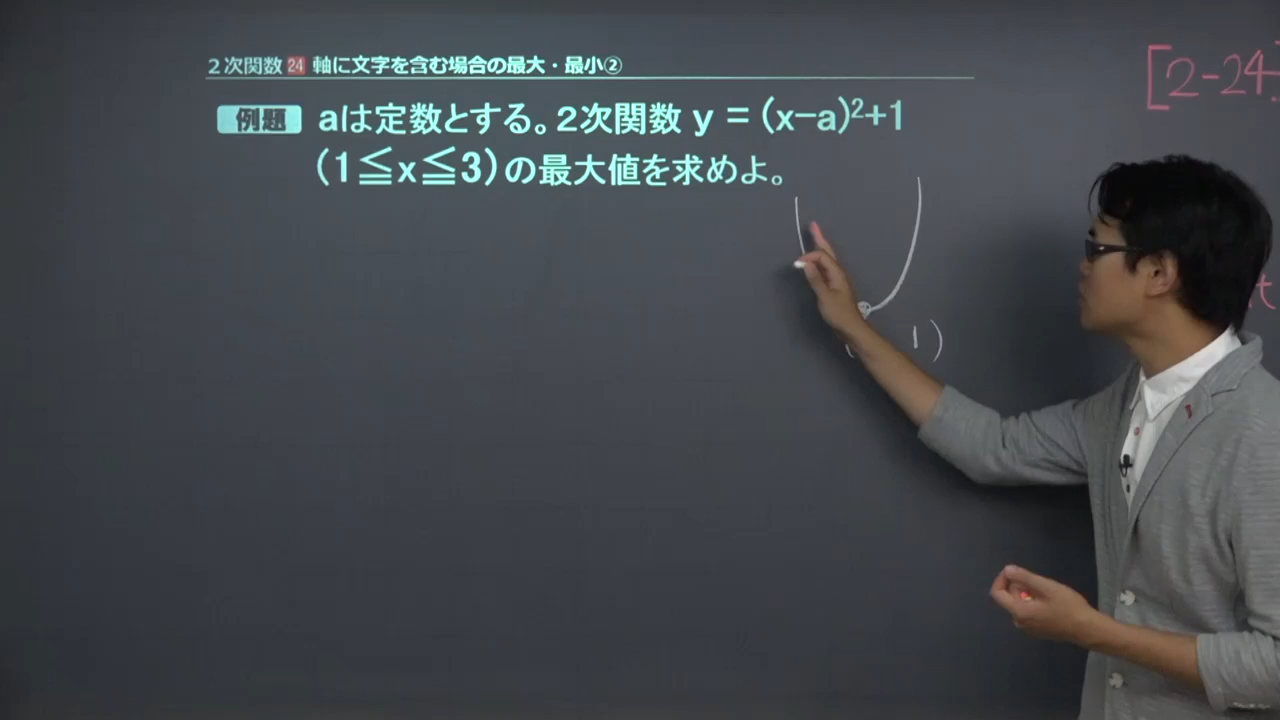 2次関数 24 軸に文字を含む場合の最大・最小②
[2-24
例題 aは定数とする。2次関数 y = (x−a)²+1
(1≦x≦3)の最大値を求めよ。
( 1)